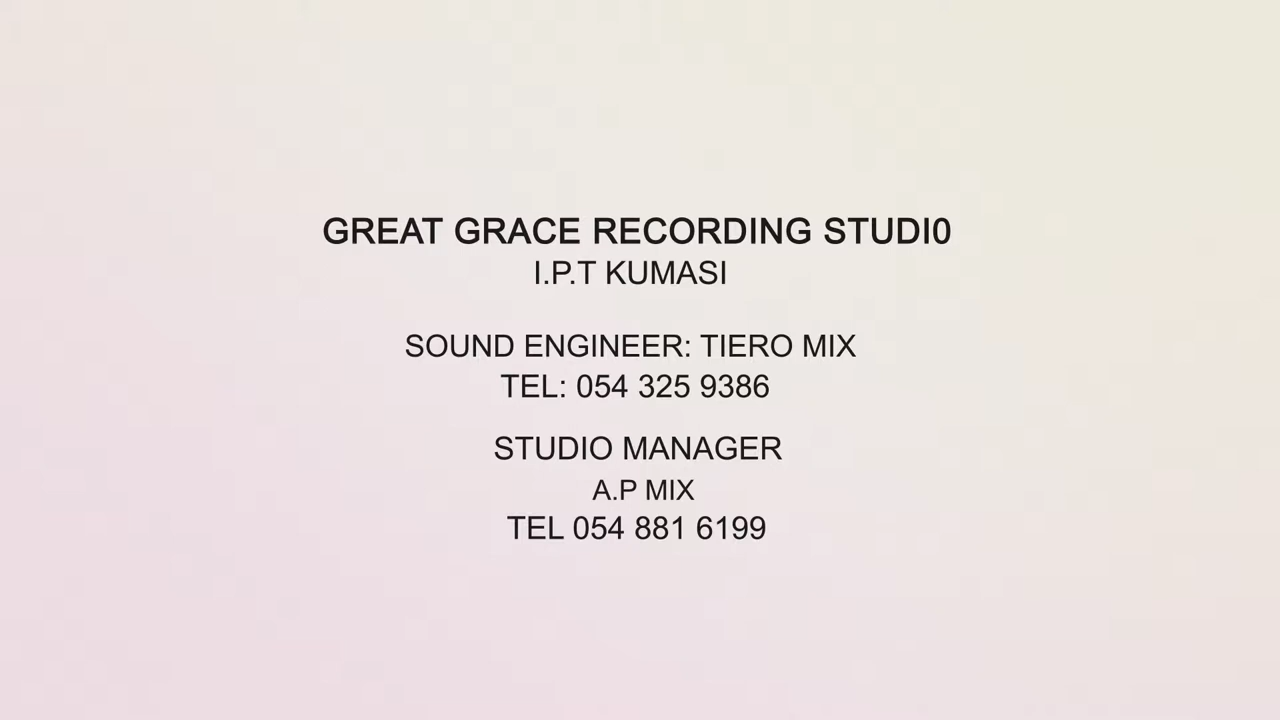 GREAT GRACE RECORDING STUDI0
I.P.T KUMASI
SOUND ENGINEER: TIERO MIX
TEL: 054 325 9386
STUDIO MANAGER
A.P MIX
TEL 054 881 6199